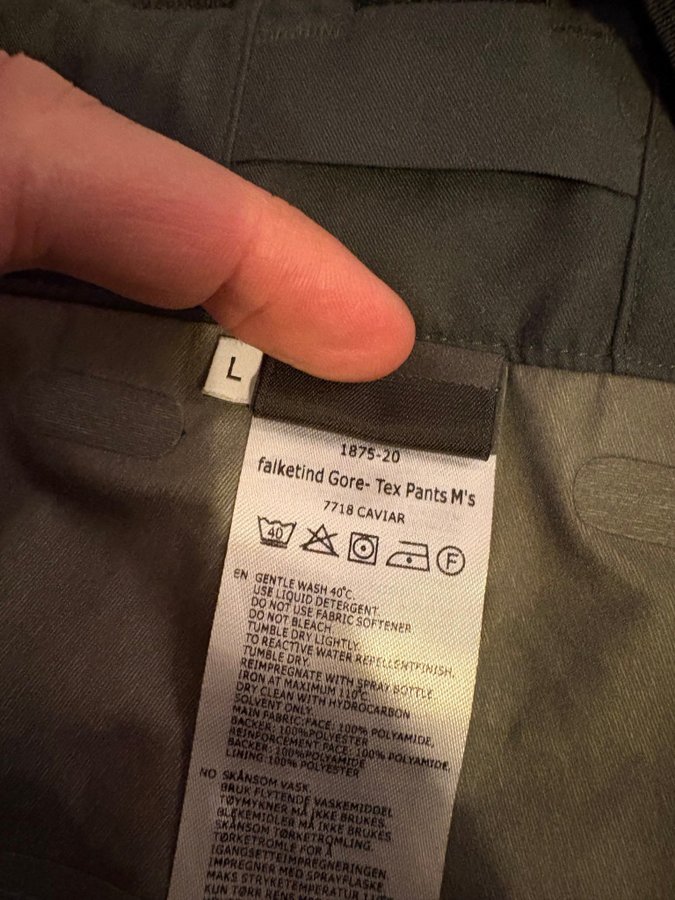 L
1875-20
falketind Gore- Tex Pants M's
7718 CAVIAR
40
F
EN GENTLE WASH 40°C.
USE LIQUID DETERGENT.
DO NOT USE FABRIC SOFTENER
DO NOT BLEACH
TUMBLE DRY LIGHTLY.
TO REACTIVE WATER REPELLENTFINISH,
TUMBLE DRY.
REIMPREGNATE WITH SPRAY BOTTLE
IRON AT MAXIMUM 110°C.
DRY CLEAN WITH HYDROCARBON
SOLVENT ONLY.
MAIN FABRIC:FACE: 100% POLYAMIDE,
BACKER: 100%POLYESTER
REINFORCEMENT FACE: 100% POLYAMIDE,
BACKER: 100%POLYAMIDE
LINING:100% POLYESTER
NO SKÅNSOM VASK.
BRUK FLYTENDE VASKEMIDDEL
TØYMYKNER MÅ IKKE BRUKES.
BLEKEMIDLER MÅ IKKE BRUKES
SKÅNSOM TØRKETROMLING.
TØRKETROMLE FOR Å
IGANGSETTEIMPREGNERINGEN.
IMPREGNER MED SPRAYFLASKE
MAKS STRYKETEMPERATUR
KUN TØRR RENS